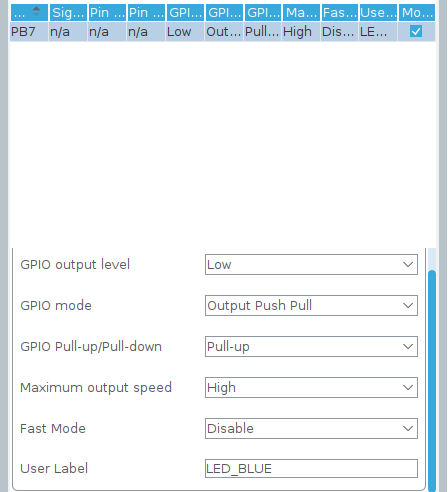 ... Sig... Pin ... Pin ... GPI... GPI... GPI... Ma... Fas... Use... Mo...
PB7 n/a n/a n/a Low Out... Pull... High Dis... LE...
GPIO output level Low
GPIO mode Output Push Pull
GPIO Pull-up/Pull-down Pull-up
Maximum output speed High
Fast Mode Disable
User Label LED_BLUE